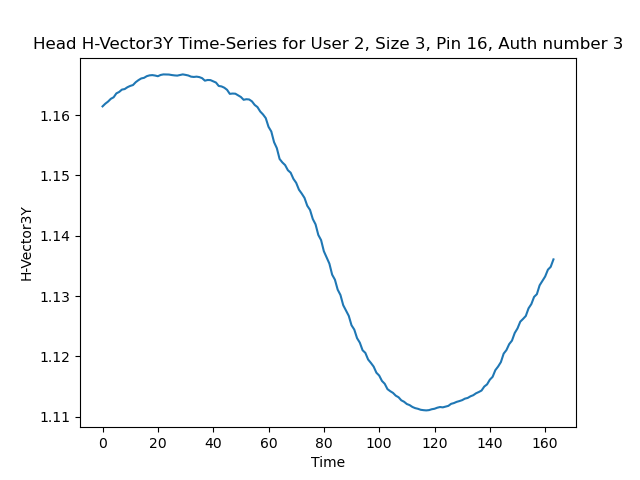 Head H-Vector3Y Time-Series for User 2, Size 3, Pin 16, Auth number 3
1.16
1.15
1.14
1.13
1.12
1.11
H-Vector3Y
0 20 40 60 80 100 120 140 160
Time